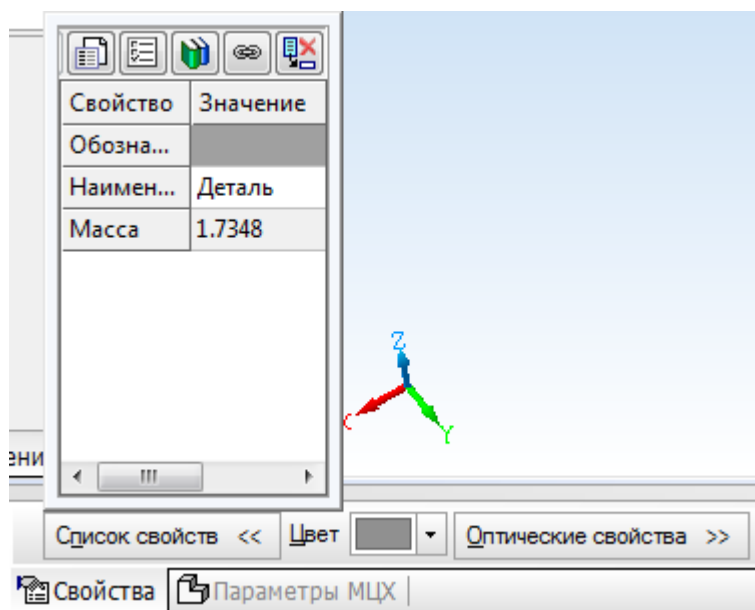 Свойство Значение
Обозна...
Наимен... Деталь
Масса 1.7348
Z
Y
ени
Список свойств << Цвет Оптические свойства >>
Свойства Параметры МЦХ